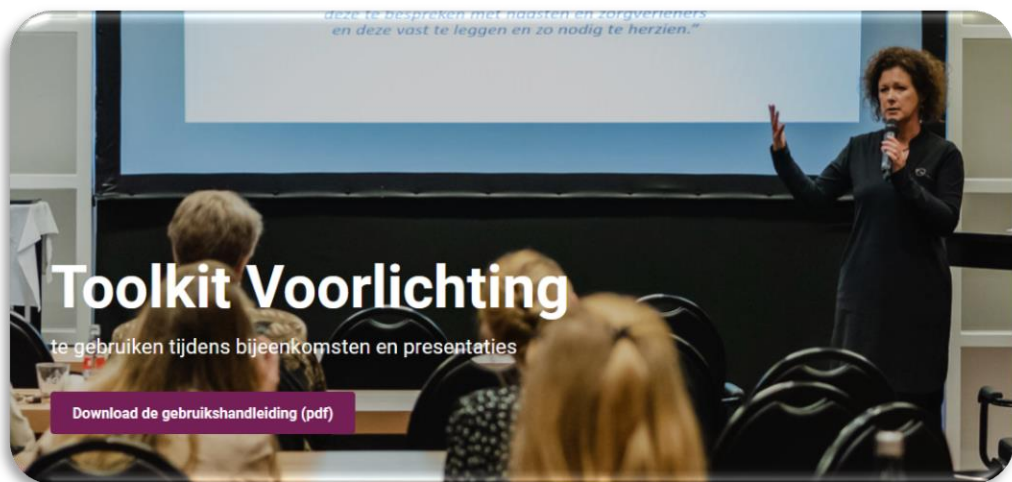 deze te bespreken met naasten en zorgverleners
en deze vast te leggen en zo nodig te herzien.”
Toolkit Voorlichting
te gebruiken tijdens bijeenkomsten en presentaties
Download de gebruikshandleiding (pdf)